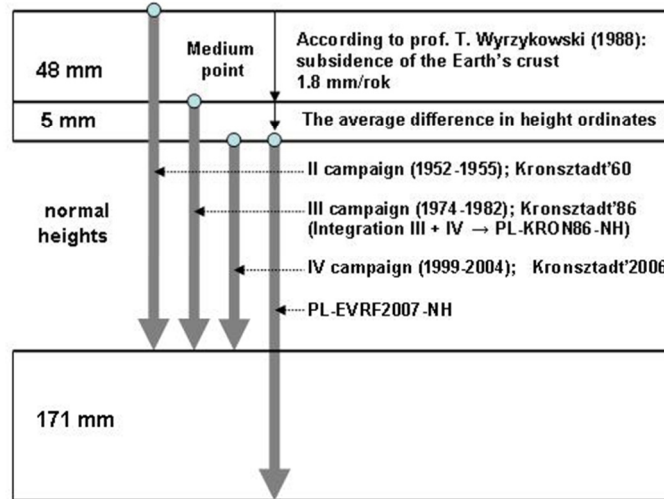 48 mm
Medium
point
According to prof. T. Wyrzykowski (1988):
subsidence of the Earth's crust
1.8 mm/rok
5 mm
The average difference in height ordinates
II campaign (1952-1955); Kronsztadt'60
normal
heights
III campaign (1974-1982); Kronsztadt'86
(Integration III + IV → PL-KRON86-NH)
IV campaign (1999-2004); Kronsztadt'2006
PL-EVRF2007-NH
171 mm